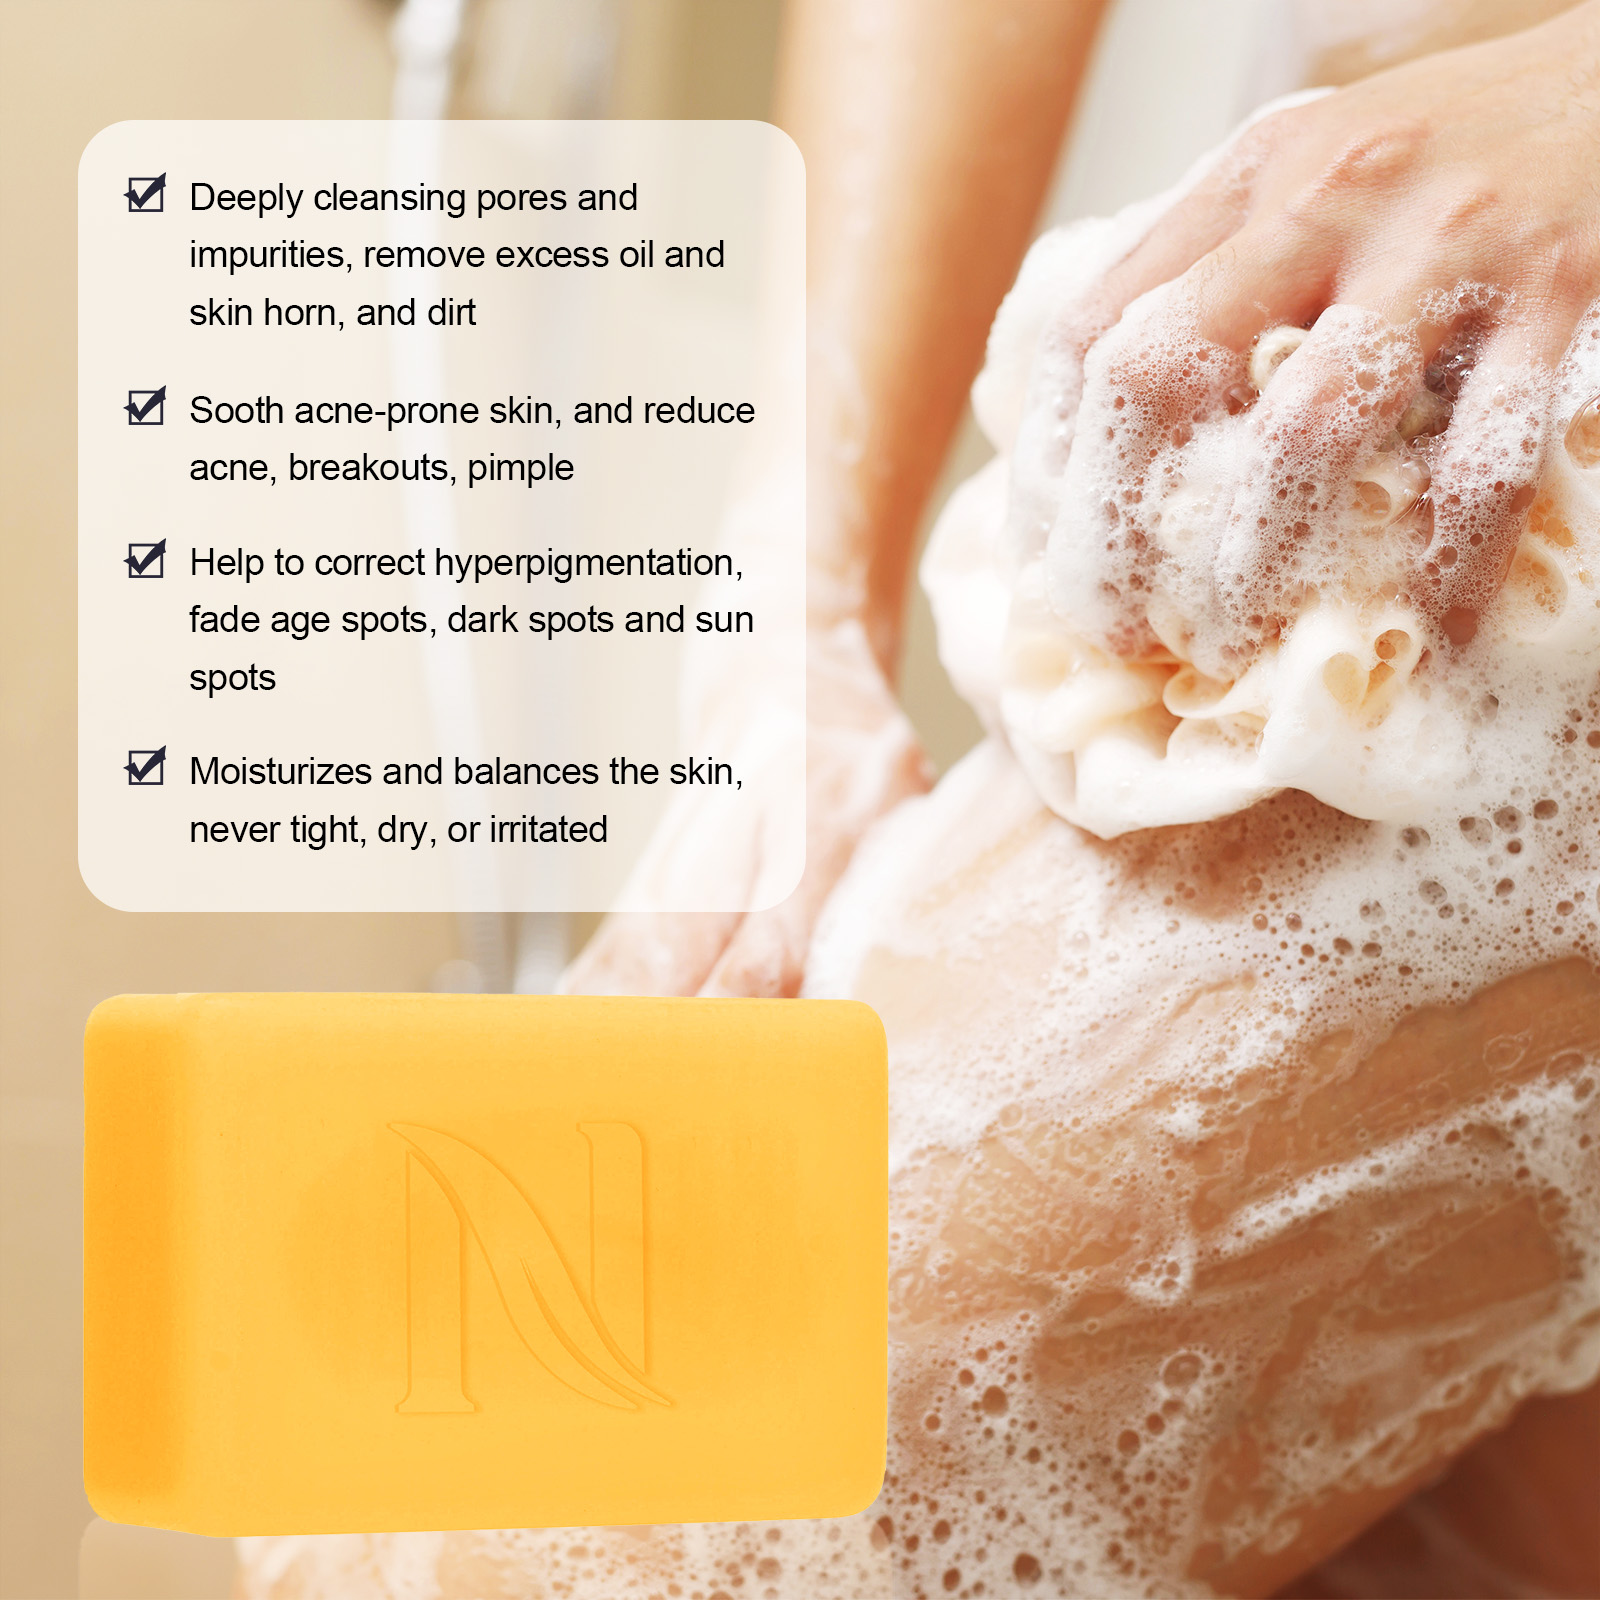 Deeply cleansing pores and
impurities, remove excess oil and
skin horn, and dirt
Sooth acne-prone skin, and reduce
acne, breakouts, pimple
Help to correct hyperpigmentation,
fade age spots, dark spots and sun
spots
Moisturizes and balances the skin,
never tight, dry, or irritated
N